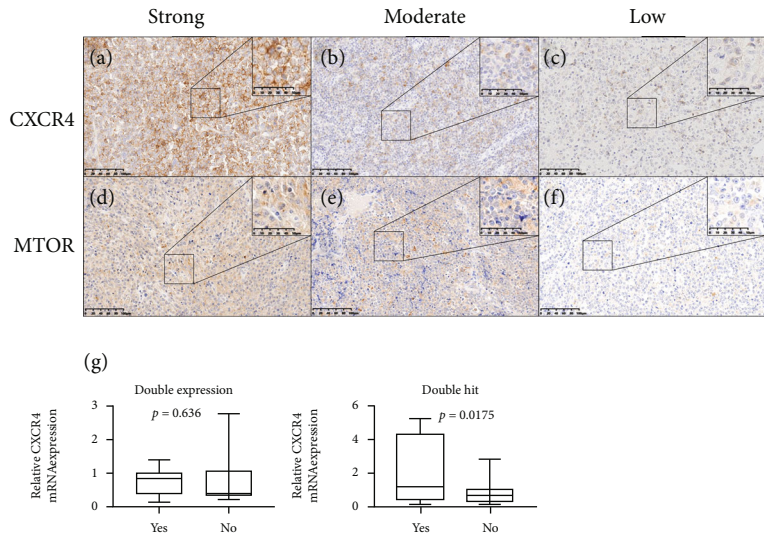 Strong Moderate Low
CXCR4
(a) (b) (c)
MTOR
(d) (e) (f)
(g)
Double expression
p = 0.636
Relative CXCR4
mRNAexpression
3
2
1
0
Yes No
Double hit
p = 0.0175
Relative CXCR4
mRNAexpression
6
4
2
0
Yes No